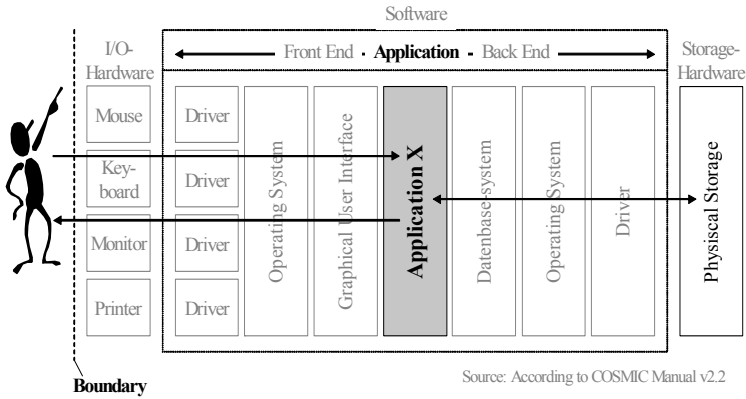 Software
I/O-
Hardware
Front End - Application - Back End
Storage-
Hardware
Mouse
Driver
Key-
board
Driver
Monitor
Driver
Printer
Driver
Operating System
Graphical User Interface
Application X
Datenbase-system
Operating System
Driver
Physiscal Storage
Boundary
Source: According to COSMIC Manual v2.2